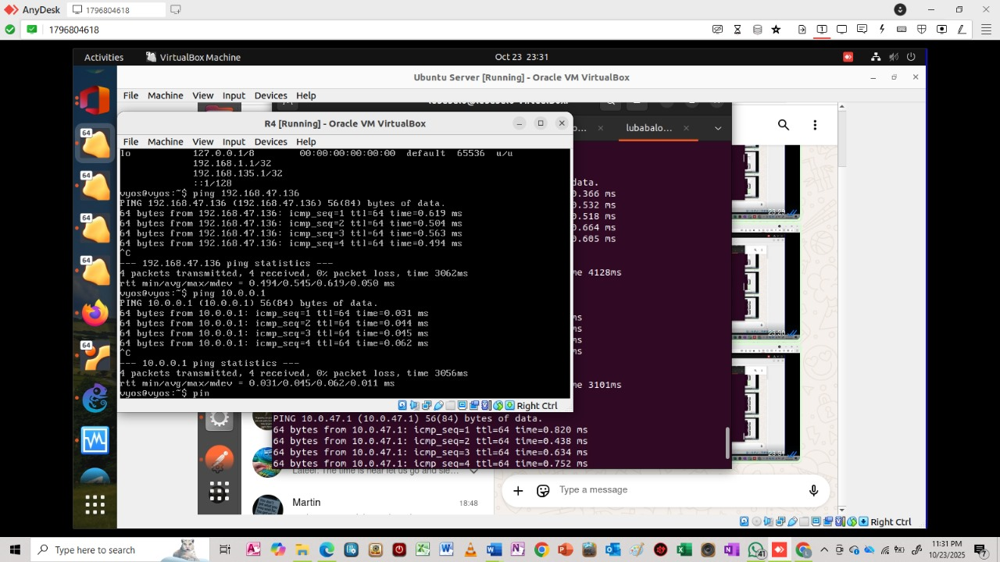 AnyDesk
1796804618
1796804618
Activities
VirtualBox Machine
Oct 23 23:31
Ubuntu Server [Running] - Oracle VM VirtualBox
File Machine View Input Devices Help
R4 [Running] - Oracle VM VirtualBox
lubabalo...
File Machine View Input Devices Help
lo 127.0.0.1/8 00:00:00:00:00:00 default 65536 u/u
192.168.1.1/32
192.168.135.1/32
::1/128
vyos@vyos:~$ ping 192.168.47.136
PING 192.168.47.136 (192.168.47.136) 56(84) bytes of data.
64 bytes from 192.168.47.136: icmp_seq=1 ttl=64 time=0.619 ms
64 bytes from 192.168.47.136: icmp_seq=2 ttl=64 time=0.504 ms
64 bytes from 192.168.47.136: icmp_seq=3 ttl=64 time=0.563 ms
64 bytes from 192.168.47.136: icmp_seq=4 ttl=64 time=0.494 ms
^C
--- 192.168.47.136 ping statistics ---
4 packets transmitted, 4 received, 0% packet loss, time 3062ms
rtt min/avg/max/mdev = 0.494/0.545/0.619/0.050 ms
vyos@vyos:~$ ping 10.0.0.1
PING 10.0.0.1 (10.0.0.1) 56(84) bytes of data.
64 bytes from 10.0.0.1: icmp_seq=1 ttl=64 time=0.031 ms
64 bytes from 10.0.0.1: icmp_seq=2 ttl=64 time=0.044 ms
64 bytes from 10.0.0.1: icmp_seq=3 ttl=64 time=0.045 ms
64 bytes from 10.0.0.1: icmp_seq=4 ttl=64 time=0.062 ms
^C
--- 10.0.0.1 ping statistics ---
4 packets transmitted, 4 received, 0% packet loss, time 3056ms
rtt min/avg/max/mdev = 0.031/0.045/0.062/0.011 ms
vyos@vyos:~$ pin
Right Ctrl
data.
0.366 ms
0.532 ms
0.518 ms
0.664 ms
0.605 ms
me 4128ms
ms
ms
ms
ms
me 3101ms
PING 10.0.47.1 (10.0.47.1) 56(84) bytes of data.
64 bytes from 10.0.47.1: icmp_seq=1 ttl=64 time=0.820 ms
64 bytes from 10.0.47.1: icmp_seq=2 ttl=64 time=0.438 ms
64 bytes from 10.0.47.1: icmp_seq=3 ttl=64 time=0.634 ms
64 bytes from 10.0.47.1: icmp_seq=4 ttl=64 time=0.752 ms
23:29
23:30
23:31
Martin
18:48
Type a message
Right Ctrl
Type here to search
41
11:31 PM
10/23/2025
7